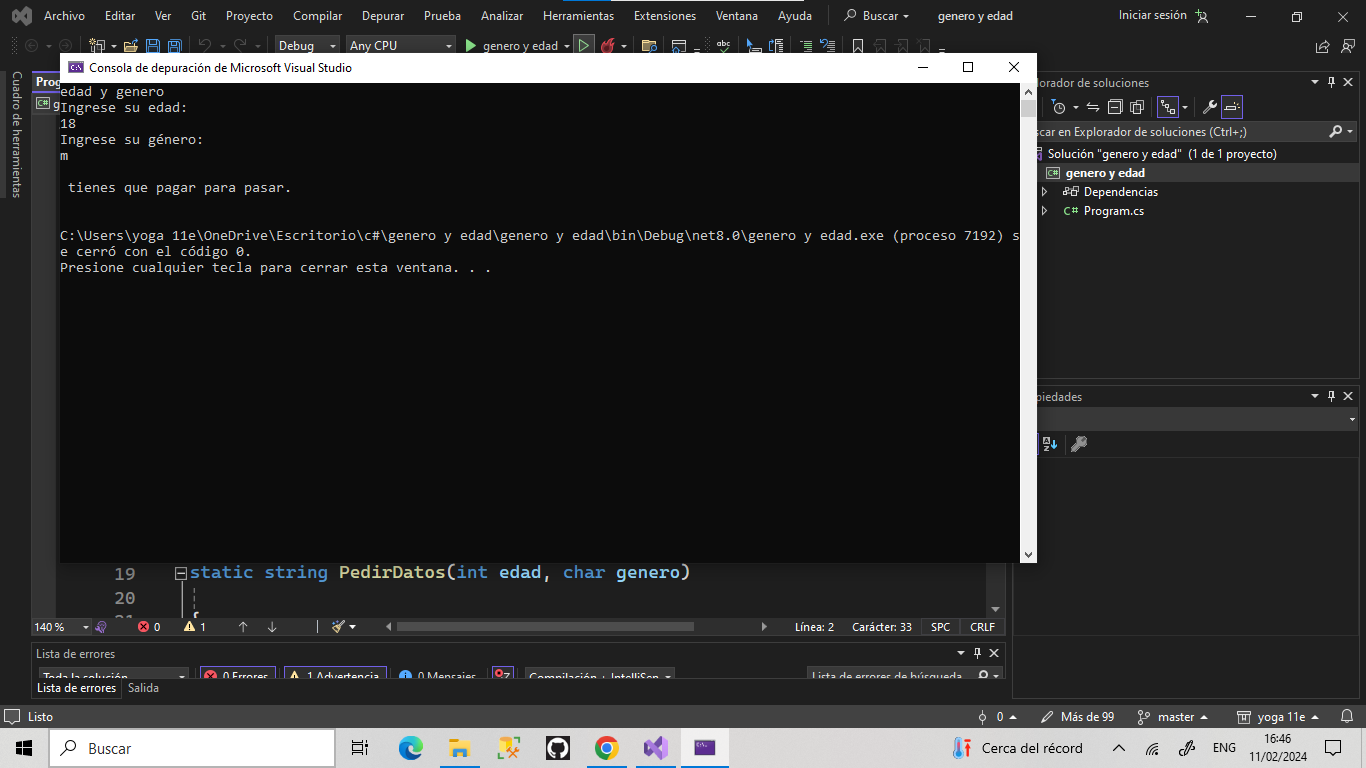 Archivo Editar Ver Git Proyecto Compilar Depurar Prueba Analizar Herramientas Extensiones Ventana Ayuda Buscar genero y edad Iniciar sesión
Debug Any CPU genero y edad
Consola de depuración de Microsoft Visual Studio
Cuadro de herramientas
edad y genero
Ingrese su edad:
18
Ingrese su género:
m
tienes que pagar para pasar.
C:\Users\yoga 11e\OneDrive\Escritorio\c#\genero y edad\genero y edad\bin\Debug\net8.0\genero y edad.exe (proceso 7192) s
e cerró con el código 0.
Presione cualquier tecla para cerrar esta ventana. . .
de soluciones
en Explorador de soluciones (Ctrl+;)
Solución "genero y edad" (1 de 1 proyecto)
C# genero y edad
Dependencias
C# Program.cs
19 static string PedirDatos(int edad, char genero)
20
140 % 0 1 Línea: 2 Carácter: 33 SPC CRLF
Lista de errores
Toda la solución 0 Errores 1 Advertencia 0 Mensajes Compilación + IntelliSen Lista de errores de búsqueda
Lista de errores Salida
Listo 0 Más de 99 master yoga 11e
Buscar Cerca del récord ENG 16:46
11/02/2024